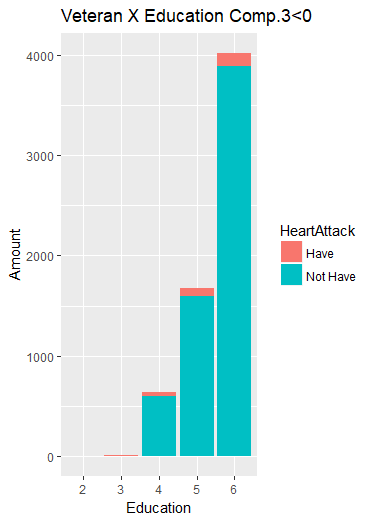 Veteran X Education Comp.3<0
4000
3000
2000
1000
0
Amount
2 3 4 5 6
Education
HeartAttack
Have
Not Have